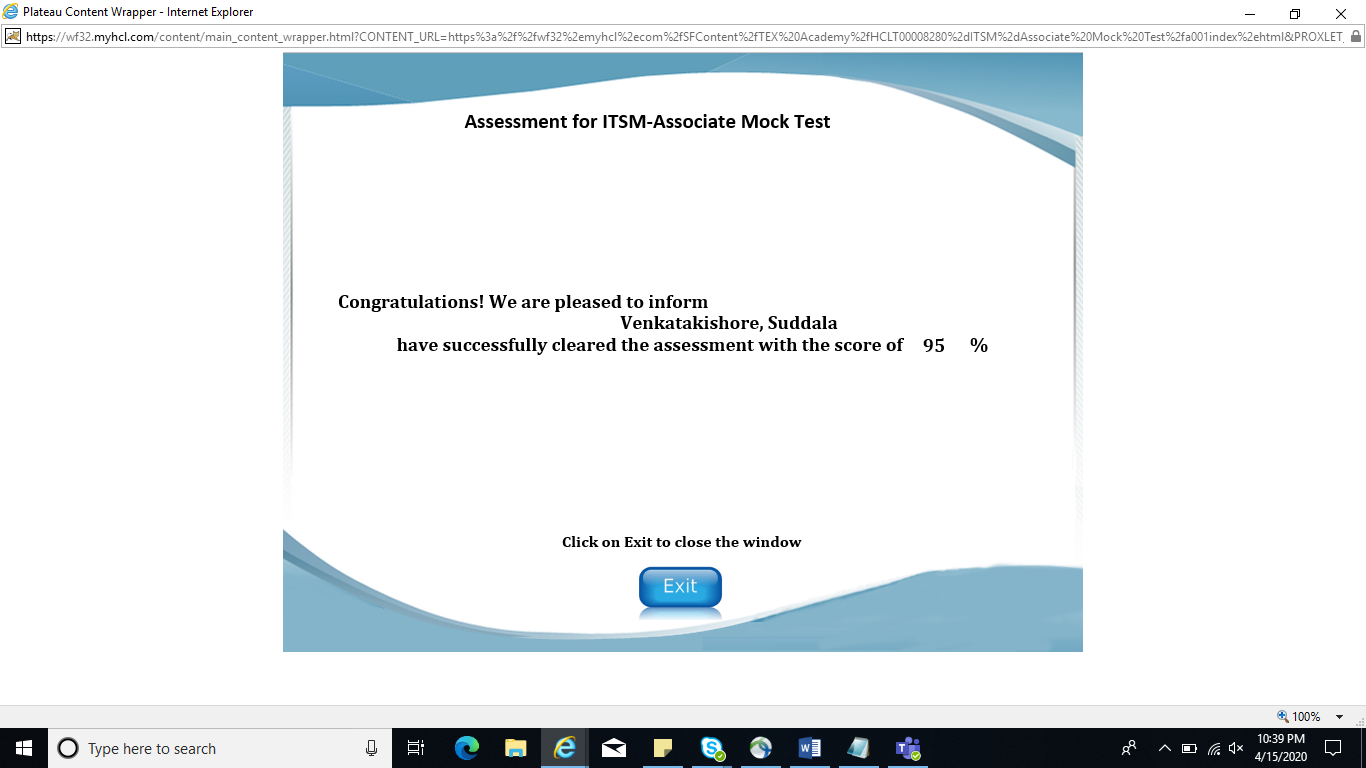 Plateau Content Wrapper - Internet Explorer
https://wf32.myhcl.com/content/main_content_wrapper.html?CONTENT_URL=https%3a%2f%2fwf32%2emyhcl%2ecom%2fSFContent%2fTEX%20Academy%2fHCLT00008280%2dITSM%2dAssociate%20Mock%20Test%2fa001index%2ehtml&PROXLET_
Assessment for ITSM-Associate Mock Test
Congratulations! We are pleased to inform
Venkatakishore, Suddala
have successfully cleared the assessment with the score of 95 %
Click on Exit to close the window
Exit
100%
Type here to search
10:39 PM
4/15/2020